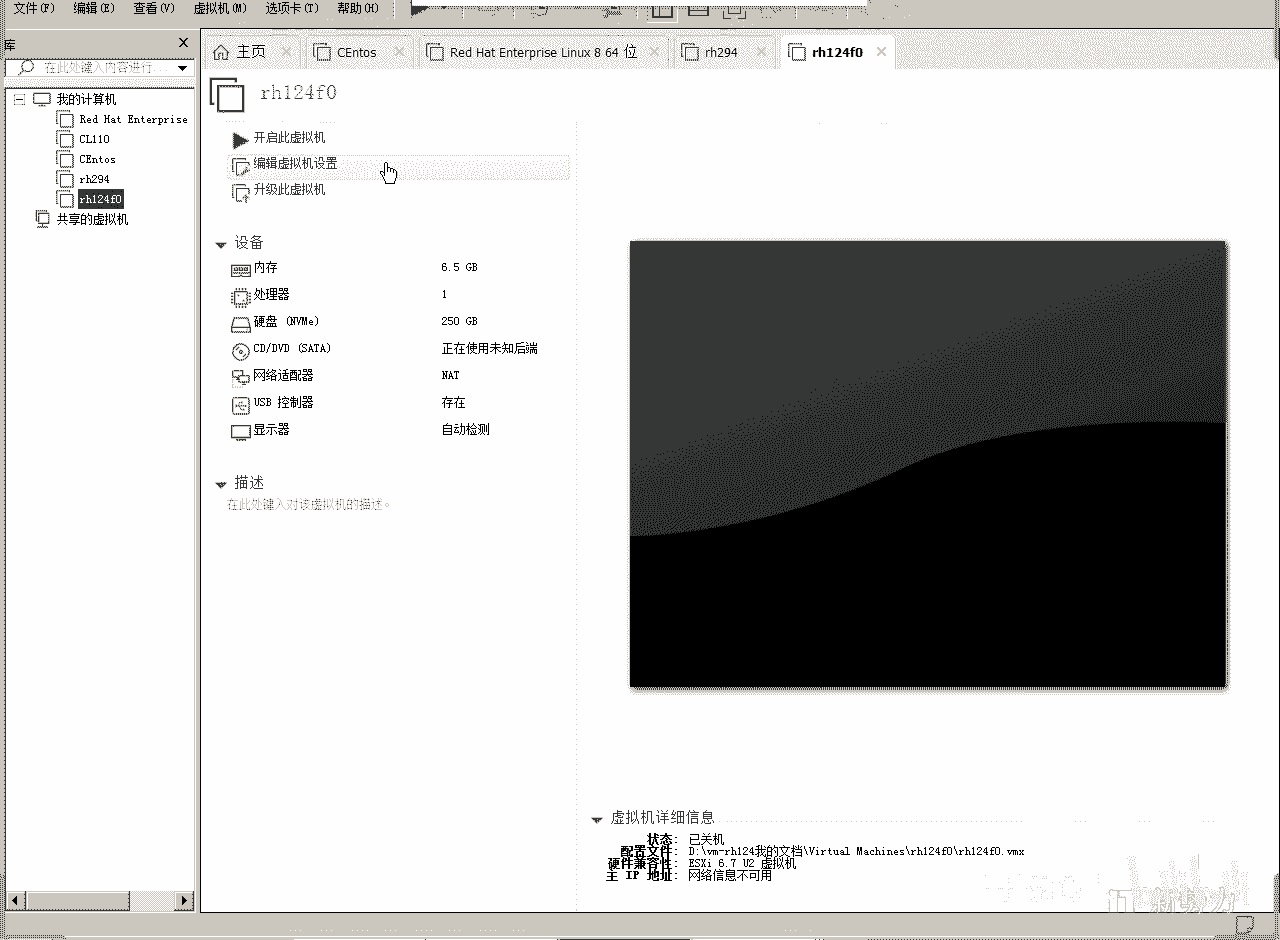 文件(F) 编辑(E) 查看(V) 虚拟机(M) 选项卡(T) 帮助(H)
库
在此处键入内容进行...
我的计算机
Red Hat Enterprise
CL110
CEntos
rh294
rh124f0
共享的虚拟机
主页 CEntos Red Hat Enterprise Linux 8 64 位 rh294 rh124f0
rh124f0
开启此虚拟机
编辑虚拟机设置
升级此虚拟机
设备
内存 6.5 GB
处理器 1
硬盘 (NVMe) 250 GB
CD/DVD (SATA) 正在使用未知后端
网络适配器 NAT
USB 控制器 存在
显示器 自动检测
描述
在此处键入对该虚拟机的描述。
虚拟机详细信息
状态: 已关机
配置文件: D:\vm-rh124我的文档\Virtual Machines\rh124f0\rh124f0.vmx
硬件兼容性: ESXi 6.7 U2 虚拟机
主 IP 地址: 网络信息不可用